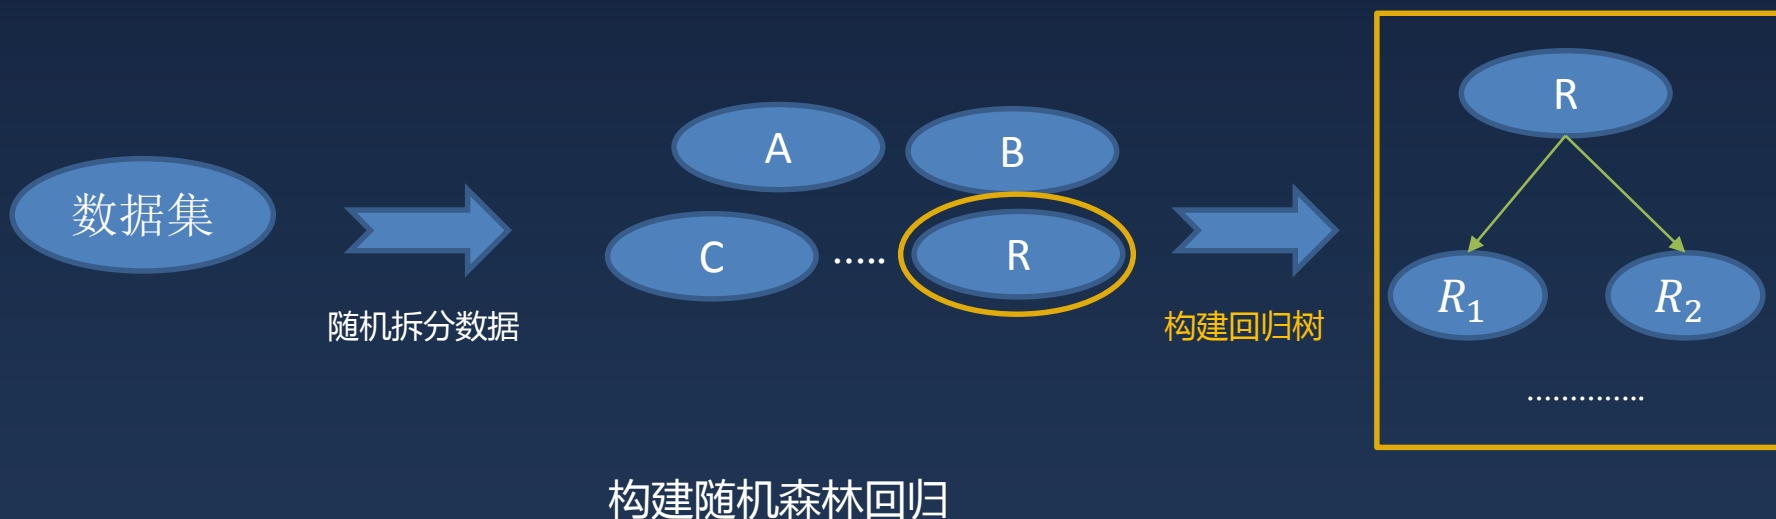 数据集
随机拆分数据
A
B
C
.....
R
构建回归树
R
R₁
R₂
..............
构建随机森林回归